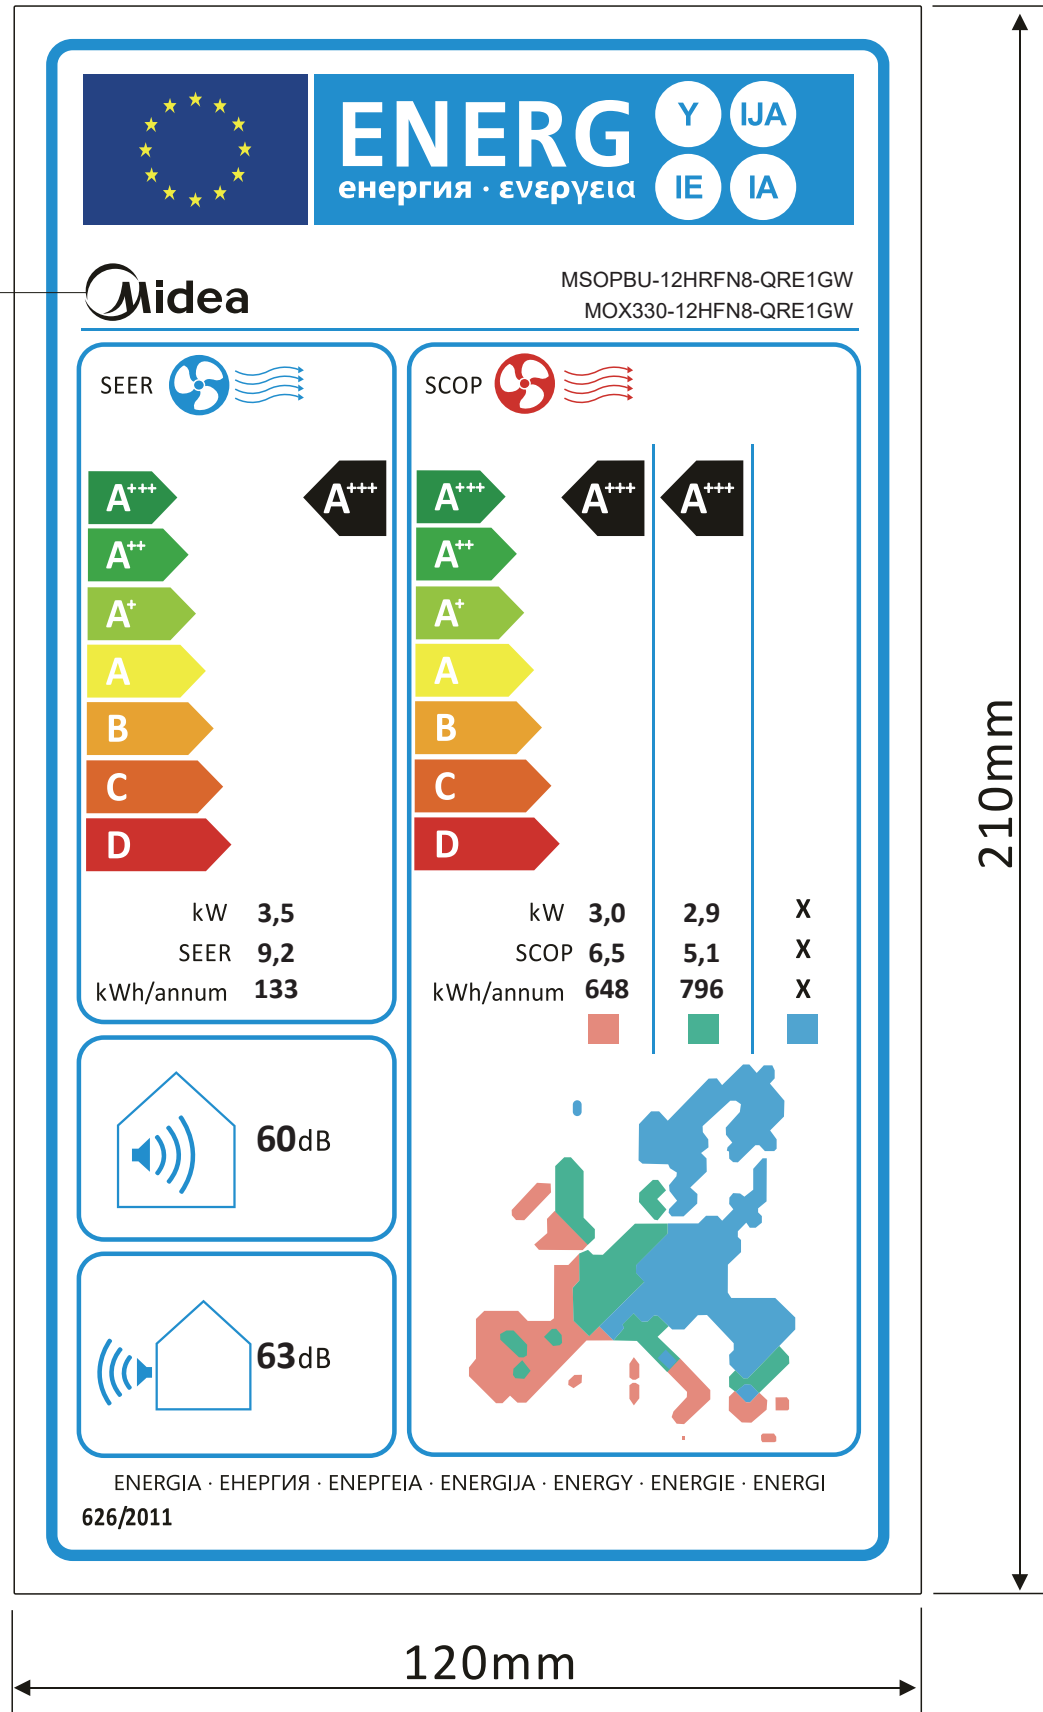 ENERG
енергия · ενεργεια
Y
IJA
IE
IA
Midea
MSOPBU-12HRFN8-QRE1GW
MOX330-12HFN8-QRE1GW
SEER
A+++
A+++
A++
A+
A
B
C
D
kW 3,5
SEER 9,2
kWh/annum 133
SCOP
A+++
A+++
A+++
A++
A+
A
B
C
D
kW 3,0 2,9 X
SCOP 6,5 5,1 X
kWh/annum 648 796 X
60dB
63dB
ENERGIA · ЕНЕРГИЯ · ΕΝΕΡΓΕΙΑ · ENERGIJA · ENERGY · ENERGIE · ENERGI
626/2011
210mm
120mm